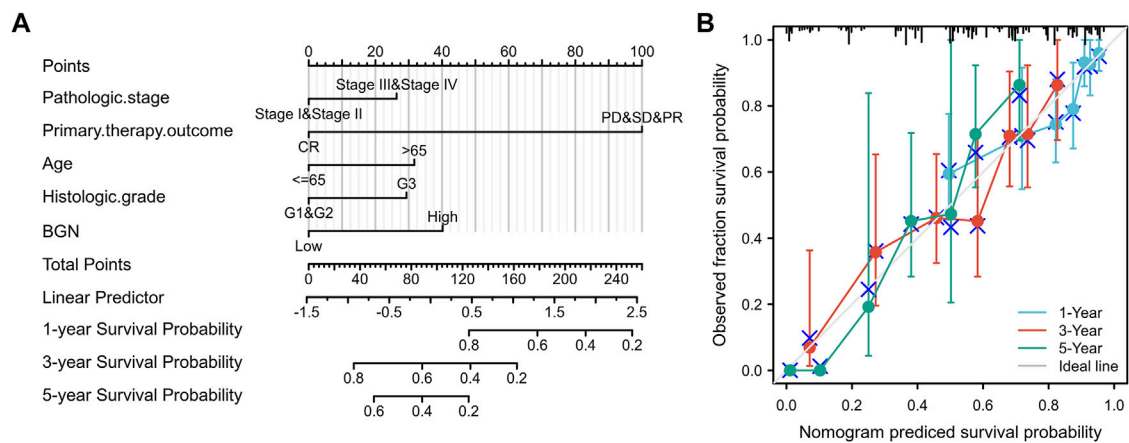 A
Points
0 20 40 60 80 100
Pathologic.stage
Stage III&Stage IV
Stage I&Stage II
Primary.therapy.outcome
PD&SD&PR
CR
Age
>65
<=65
Histologic.grade
G3
G1&G2
BGN
High
Low
Total Points
0 40 80 120 160 200 240
Linear Predictor
-1.5 -0.5 0.5 1.5 2.5
1-year Survival Probability
0.8 0.6 0.4 0.2
3-year Survival Probability
0.8 0.6 0.4 0.2
5-year Survival Probability
0.6 0.4 0.2
B
Observed fraction survival probability
1.0
0.8
0.6
0.4
0.2
0.0
1-Year
3-Year
5-Year
Ideal line
0.0 0.2 0.4 0.6 0.8 1.0
Nomogram prediced survival probability